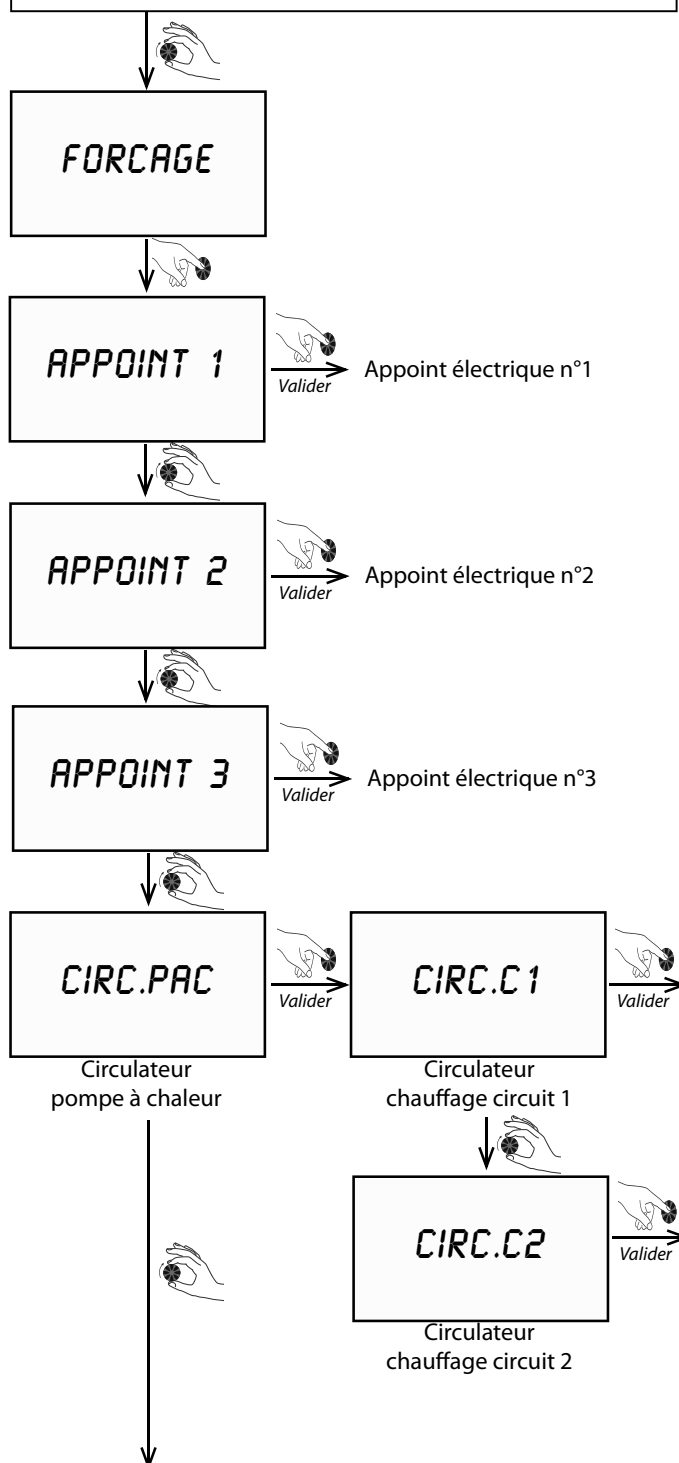 FORCAGE
APPOINT 1
Valider
Appoint électrique n°1
APPOINT 2
Valider
Appoint électrique n°2
APPOINT 3
Valider
Appoint électrique n°3
CIRC.PAC
Valider
CIRC.C1
Valider
Circulateur
pompe à chaleur
Circulateur
chauffage circuit 1
CIRC.C2
Valider
Circulateur
chauffage circuit 2